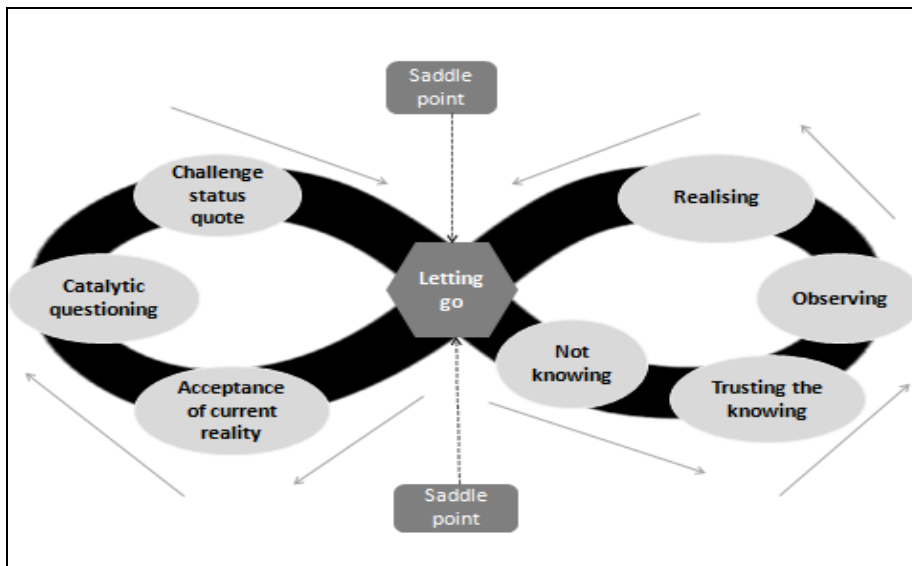 Saddle
point
Challenge
status
quote
Realising
Catalytic
questioning
Letting
go
Observing
Not
knowing
Acceptance
of current
reality
Trusting the
knowing
Saddle
point